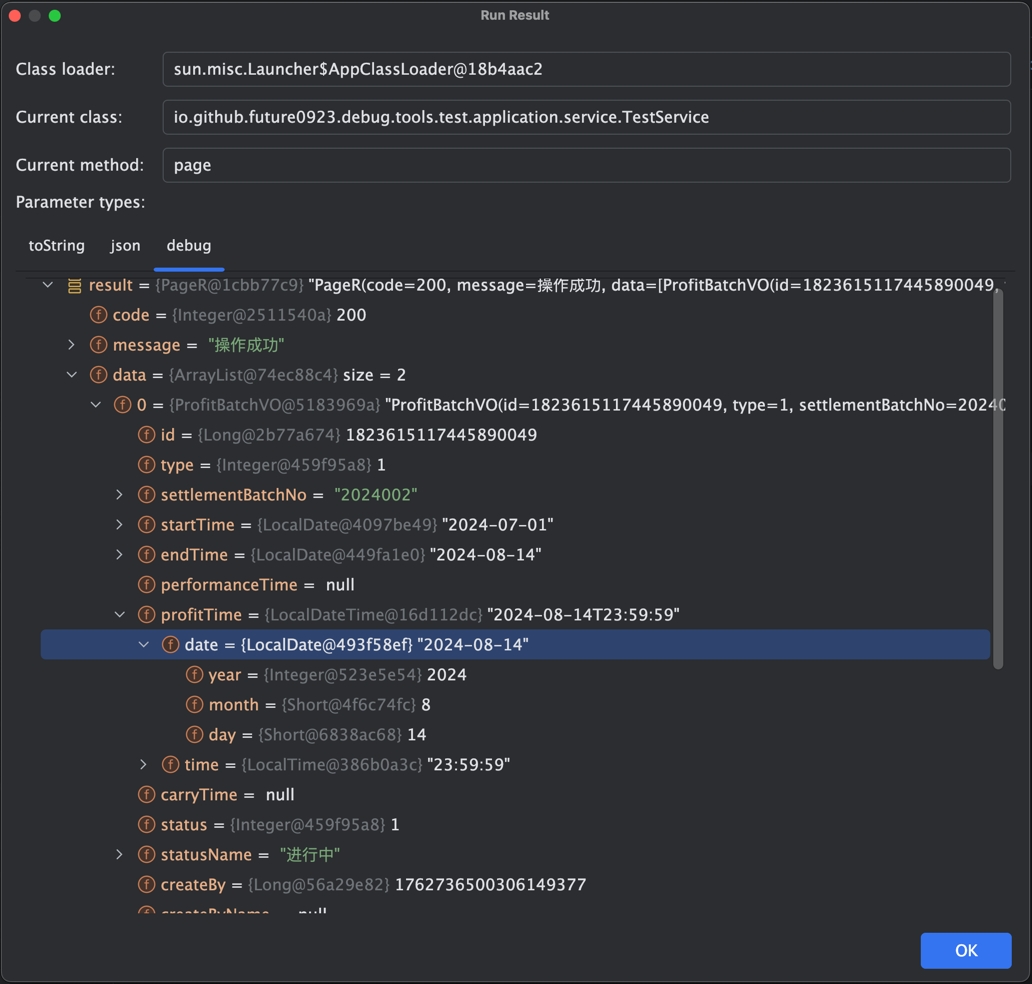 Run Result
Class loader: sun.misc.Launcher$AppClassLoader@18b4aac2
Current class: io.github.future0923.debug.tools.test.application.service.TestService
Current method: page
Parameter types:
toString json debug
result = {PageR@1cbb77c9} "PageR(code=200, message=操作成功, data=[ProfitBatchVO(id=1823615117445890049,
f code = {Integer@2511540a} 200
f message = "操作成功"
f data = {ArrayList@74ec88c4} size = 2
f 0 = {ProfitBatchVO@5183969a} "ProfitBatchVO(id=1823615117445890049, type=1, settlementBatchNo=20240
f id = {Long@2b77a674} 1823615117445890049
f type = {Integer@459f95a8} 1
f settlementBatchNo = "2024002"
f startTime = {LocalDate@4097be49} "2024-07-01"
f endTime = {LocalDate@449fa1e0} "2024-08-14"
f performanceTime = null
f profitTime = {LocalDateTime@16d112dc} "2024-08-14T23:59:59"
f date = {LocalDate@493f58ef} "2024-08-14"
f year = {Integer@523e5e54} 2024
f month = {Short@4f6c74fc} 8
f day = {Short@6838ac68} 14
f time = {LocalTime@386b0a3c} "23:59:59"
f carryTime = null
f status = {Integer@459f95a8} 1
f statusName = "进行中"
f createBy = {Long@56a29e82} 1762736500306149377
f createByName = null
OK